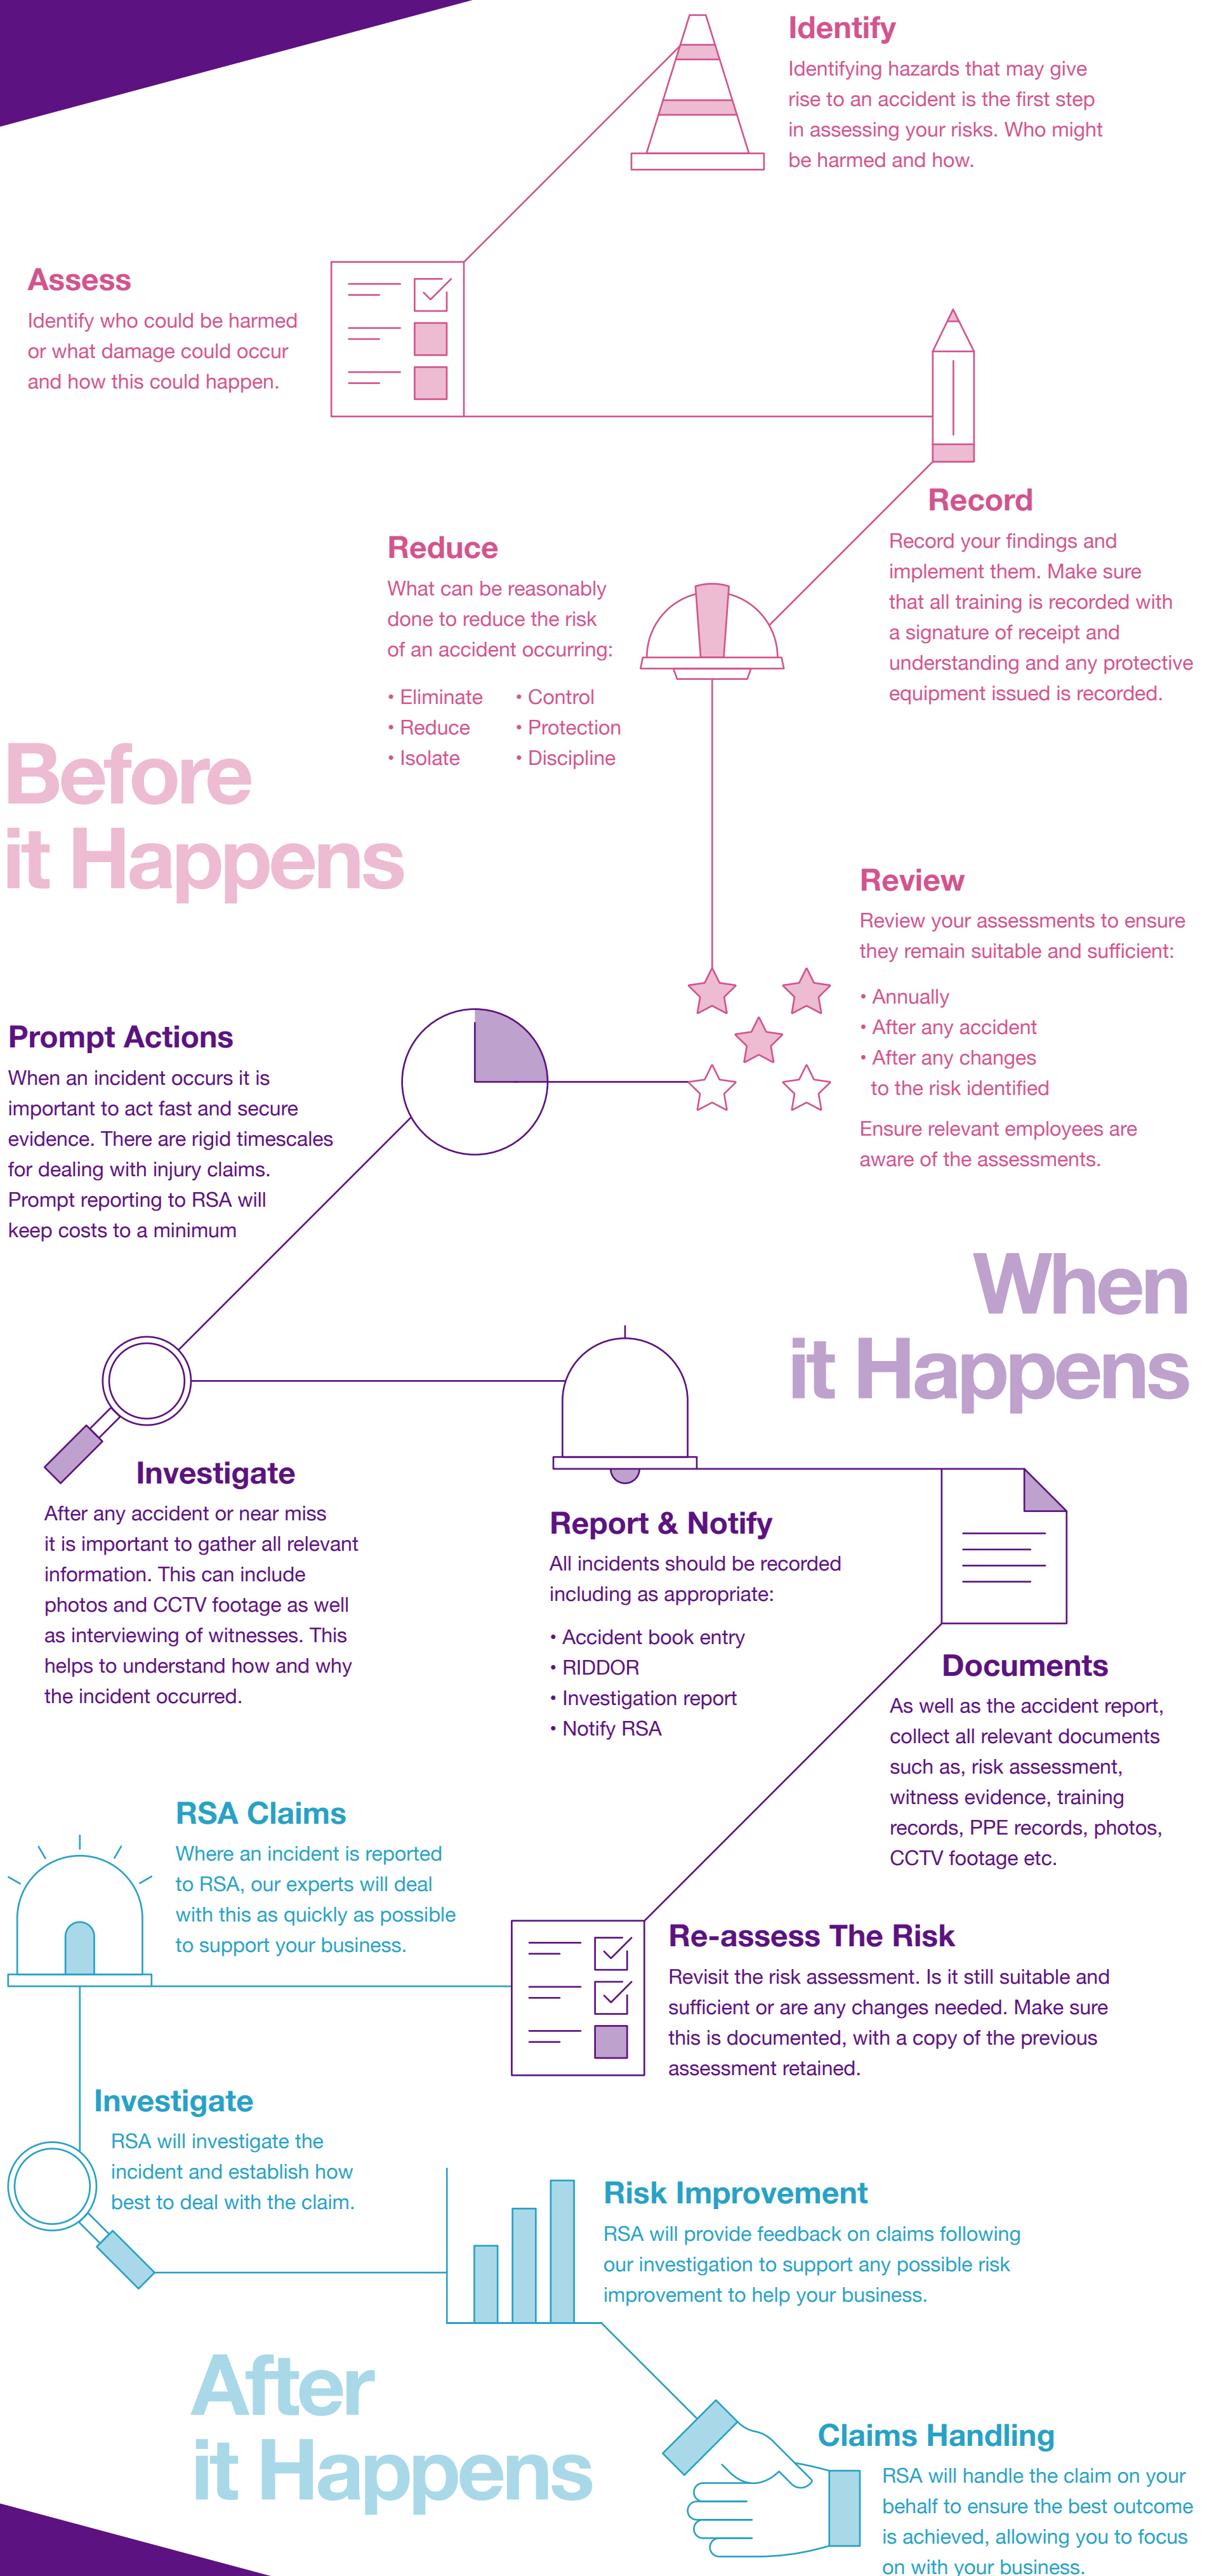 Identify
Identifying hazards that may give
rise to an accident is the first step
in assessing your risks. Who might
be harmed and how.
Assess
Identify who could be harmed
or what damage could occur
and how this could happen.
Record
Record your findings and
implement them. Make sure
that all training is recorded with
a signature of receipt and
understanding and any protective
equipment issued is recorded.
Reduce
What can be reasonably
done to reduce the risk
of an accident occurring:
• Eliminate
• Reduce
• Isolate
• Control
• Protection
• Discipline
Before
it Happens
Review
Review your assessments to ensure
they remain suitable and sufficient:
• Annually
• After any accident
• After any changes
to the risk identified
Ensure relevant employees are
aware of the assessments.
Prompt Actions
When an incident occurs it is
important to act fast and secure
evidence. There are rigid timescales
for dealing with injury claims.
Prompt reporting to RSA will
keep costs to a minimum
When
it Happens
Investigate
After any accident or near miss
it is important to gather all relevant
information. This can include
photos and CCTV footage as well
as interviewing of witnesses. This
helps to understand how and why
the incident occurred.
Report & Notify
All incidents should be recorded
including as appropriate:
• Accident book entry
• RIDDOR
• Investigation report
• Notify RSA
Documents
As well as the accident report,
collect all relevant documents
such as, risk assessment,
witness evidence, training
records, PPE records, photos,
CCTV footage etc.
Re-assess The Risk
Revisit the risk assessment. Is it still suitable and
sufficient or are any changes needed. Make sure
this is documented, with a copy of the previous
assessment retained.
RSA Claims
Where an incident is reported
to RSA, our experts will deal
with this as quickly as possible
to support your business.
Investigate
RSA will investigate the
incident and establish how
best to deal with the claim.
Risk Improvement
RSA will provide feedback on claims following
our investigation to support any possible risk
improvement to help your business.
After
it Happens
Claims Handling
RSA will handle the claim on your
behalf to ensure the best outcome
is achieved, allowing you to focus
on with your business.